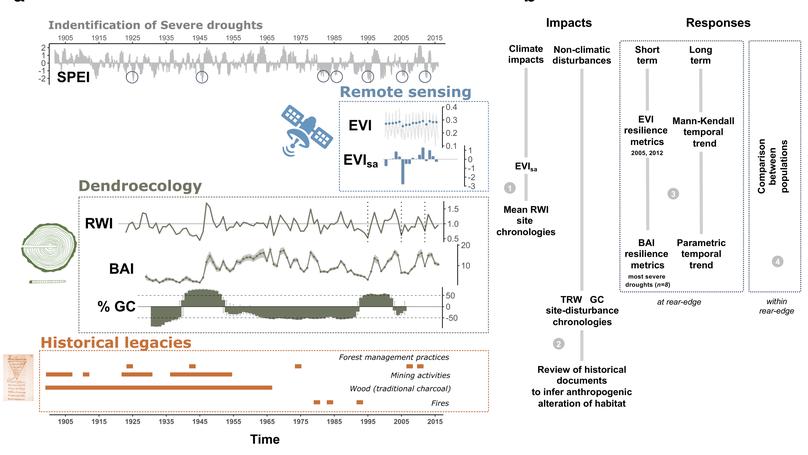 Indentification of Severe droughts
1905 1915 1925 1935 1945 1955 1965 1975 1985 1995 2005 2015
2
1
0
-1
-2
SPEI
Remote sensing
EVI
0.4
0.3
0.2
0.1
EVIsa
1
0
-1
-2
-3
Dendroecology
RWI
1.5
1.0
0.5
BAI
20
10
% GC
50
0
-50
Historical legacies
Forest management practices
Mining activities
Wood (traditional charcoal)
Fires
1905 1915 1925 1935 1945 1955 1965 1975 1985 1995 2005 2015
Time
Impacts
Responses
Climate
impacts
Non-climatic
disturbances
Short
term
Long
term
EVI
resilience
metrics
2005, 2012
Mann-Kendall
temporal
trend
EVIsa
1
Mean RWI
site
chronologies
3
Comparison
between
populations
BAI
resilience
metrics
most severe
droughts (n=8)
Parametric
temporal
trend
4
at rear-edge
within
rear-edge
TRW GC
site-disturbance
chronologies
2
Review of historical
documents
to infer anthropogenic
alteration of habitat